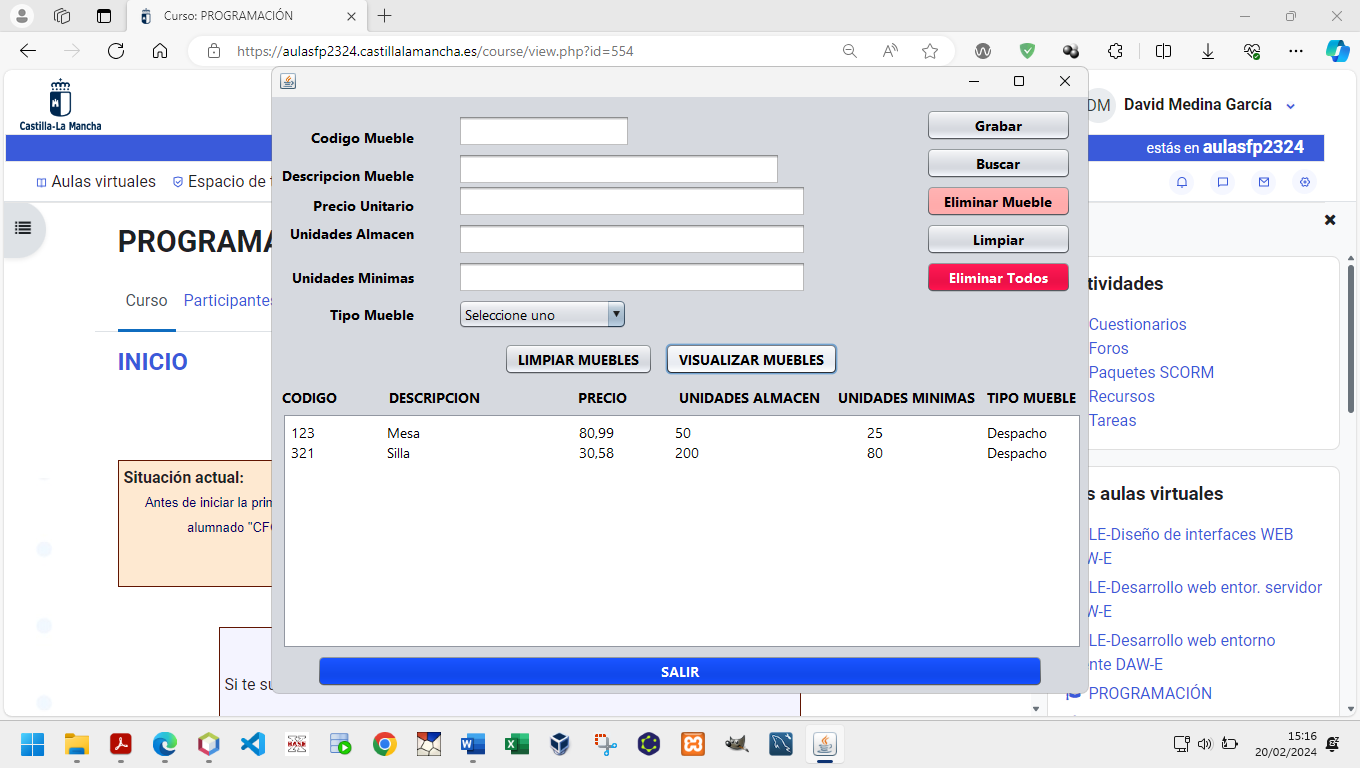 Curso: PROGRAMACIÓN
https://aulasfp2324.castillalamancha.es/course/view.php?id=554
Castilla-La Mancha
DM David Medina García
estás en aulasfp2324
Aulas virtuales Espacio de
PROGRAMA
Curso Participantes
INICIO
Situación actual:
Antes de iniciar la prin
alumnado "CF
Si te su
Codigo Mueble
Descripcion Mueble
Precio Unitario
Unidades Almacen
Unidades Minimas
Tipo Mueble Seleccione uno
Grabar
Buscar
Eliminar Mueble
Limpiar
Eliminar Todos
LIMPIAR MUEBLES VISUALIZAR MUEBLES
CODIGO DESCRIPCION PRECIO UNIDADES ALMACEN UNIDADES MINIMAS TIPO MUEBLE
123 Mesa 80,99 50 25 Despacho
321 Silla 30,58 200 80 Despacho
SALIR
tividades
Cuestionarios
Foros
Paquetes SCORM
Recursos
Tareas
s aulas virtuales
LE-Diseño de interfaces WEB
W-E
LE-Desarrollo web entor. servidor
W-E
LE-Desarrollo web entorno
nte DAW-E
PROGRAMACIÓN
15:16
20/02/2024